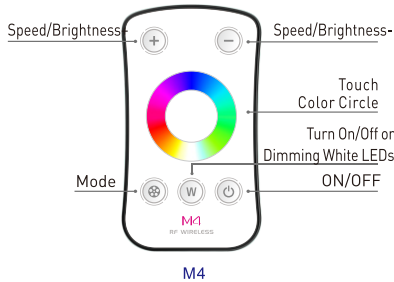 Speed/Brightness-
Speed/Brightness-
+
−
Touch
Color Circle
Turn On/Off or
Dimming White LEDs
Mode
ON/OFF
W
M4
RF WIRELESS
M4